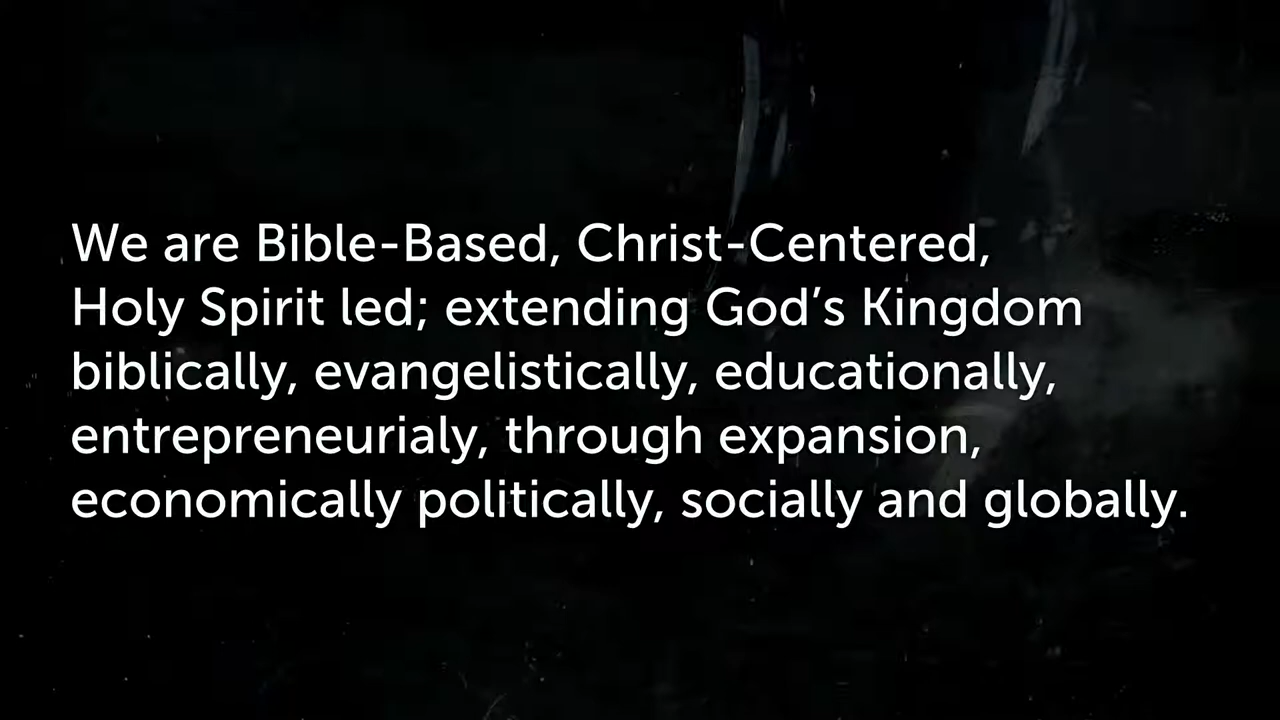 We are Bible-Based, Christ-Centered,
Holy Spirit led; extending God’s Kingdom
biblically, evangelistically, educationally,
entrepreneurialy, through expansion,
economically politically, socially and globally.